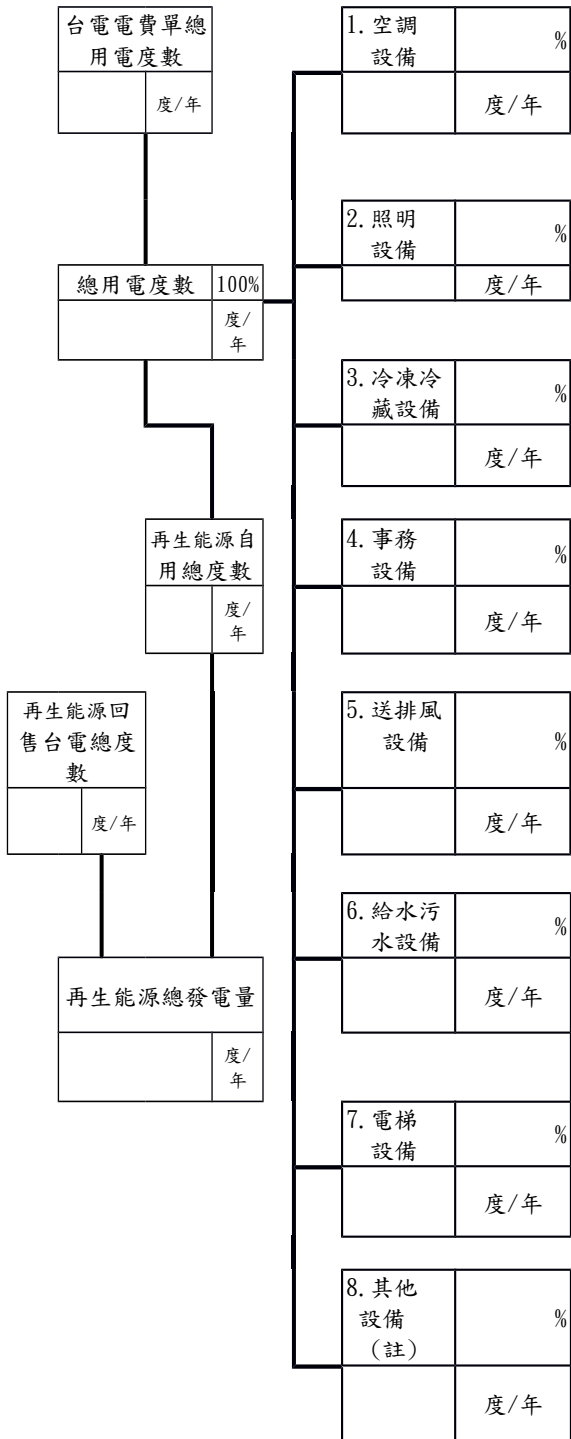 台電電費單總
用電度數
度/年
總用電度數 100%
度/
年
再生能源自
用總度數
度/
年
再生能源回
售台電總度
數
度/年
再生能源總發電量
度/
年
1.空調
設備
%
度/年
2.照明
設備
%
度/年
3.冷凍冷
藏設備
%
度/年
4.事務
設備
%
度/年
5.送排風
設備
%
度/年
6.給水污
水設備
%
度/年
7.電梯
設備
%
度/年
8.其他
設備
(註)
%
度/年